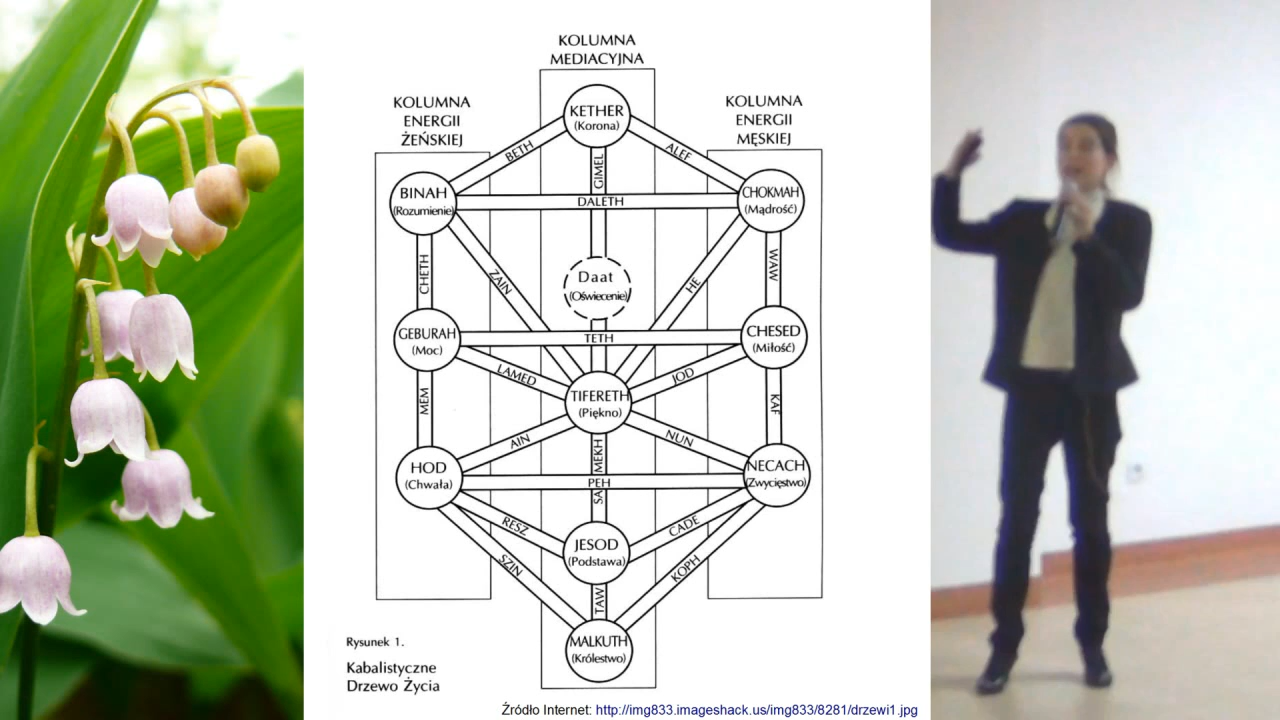 KOLUMNA
MEDIACYJNA
KOLUMNA
ENERGII
ŻEŃSKIEJ
KOLUMNA
ENERGII
MĘSKIEJ
KETHER
(Korona)
BETH
GIMEL
ALEF
BINAH
(Rozumienie)
DALETH
CHOKMAH
(Mądrość)
CHETH
ZAIN
Daat
(Oświecenie)
HE
WAW
GEBURAH
(Moc)
TETH
CHESED
(Miłość)
LAMED
JOD
MEM
TIFERETH
(Piękno)
KAF
AIN
SAMEKH
NUN
HOD
(Chwała)
PEH
NECACH
(Zwycięstwo)
RESZ
CADE
SZIN
JESOD
(Podstawa)
KOPH
TAW
MALKUTH
(Królestwo)
Rysunek 1.
Kabalistyczne
Drzewo Życia
Źródło Internet: http://img833.imageshack.us/img833/8281/drzewi1.jpg